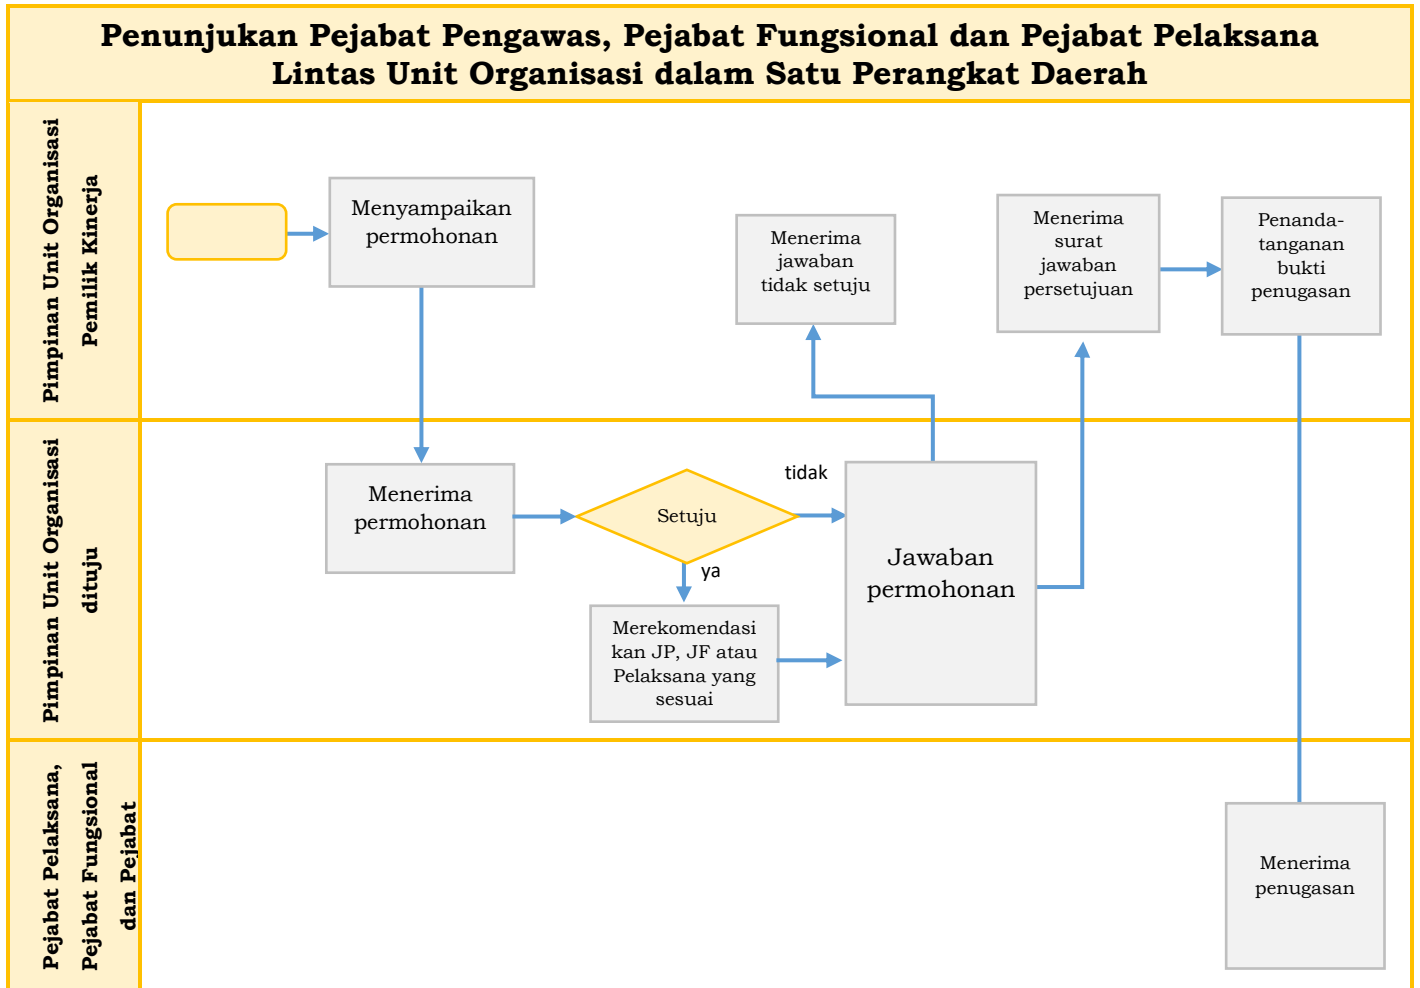 Penunjukan Pejabat Pengawas, Pejabat Fungsional dan Pejabat Pelaksana
Lintas Unit Organisasi dalam Satu Perangkat Daerah
Pimpinan Unit Organisasi
Pemilik Kinerja
Menyampaikan
permohonan
Menerima
jawaban
tidak setuju
Menerima
surat
jawaban
persetujuan
Penanda-
tanganan
bukti
penugasan
Pimpinan Unit Organisasi
dituju
Menerima
permohonan
Setuju
tidak
ya
Merekomendasi
kan JP, JF atau
Pelaksana yang
sesuai
Jawaban
permohonan
Pejabat Pelaksana,
Pejabat Fungsional
dan Pejabat
Menerima
penugasan